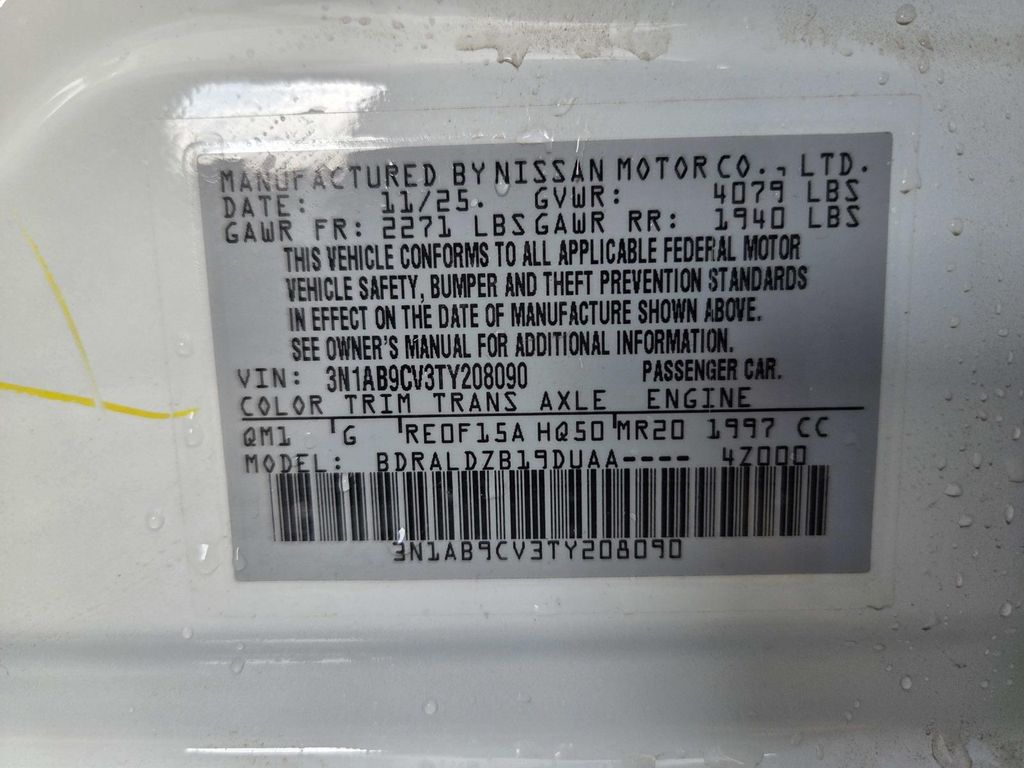 MANUFACTURED BY NISSAN MOTOR CO., LTD.
DATE: 11/25. GVWR: 4079 LBS
GAWR FR: 2271 LBS GAWR RR: 1940 LBS
THIS VEHICLE CONFORMS TO ALL APPLICABLE FEDERAL MOTOR
VEHICLE SAFETY, BUMPER AND THEFT PREVENTION STANDARDS
IN EFFECT ON THE DATE OF MANUFACTURE SHOWN ABOVE.
SEE OWNER'S MANUAL FOR ADDITIONAL INFORMATION.
VIN: 3N1AB9CV3TY208090 PASSENGER CAR.
COLOR TRIM TRANS AXLE ENGINE
QM1 G RE0F15A HQ50 MR20 1997 CC
MODEL: BDRALDZB19DUAA---- 4Z000
3N1AB9CV3TY208090